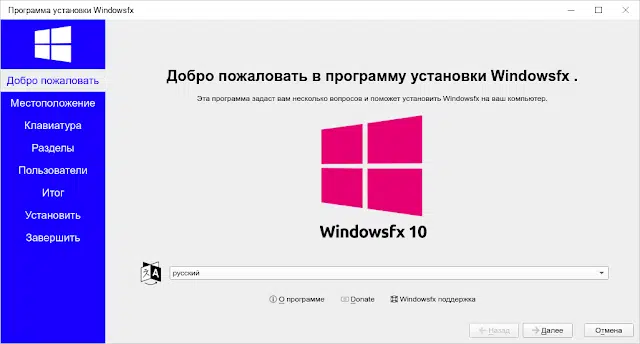 Программа установки Windowsfx
Добро пожаловать
Местоположение
Клавиатура
Разделы
Пользователи
Итог
Установить
Завершить
Добро пожаловать в программу установки Windowsfx .
Эта программа задаст вам несколько вопросов и поможет установить Windowsfx на ваш компьютер.
Windowsfx 10
русский
О программе
Donate
Windowsfx поддержка
Назад
Далее
Отмена